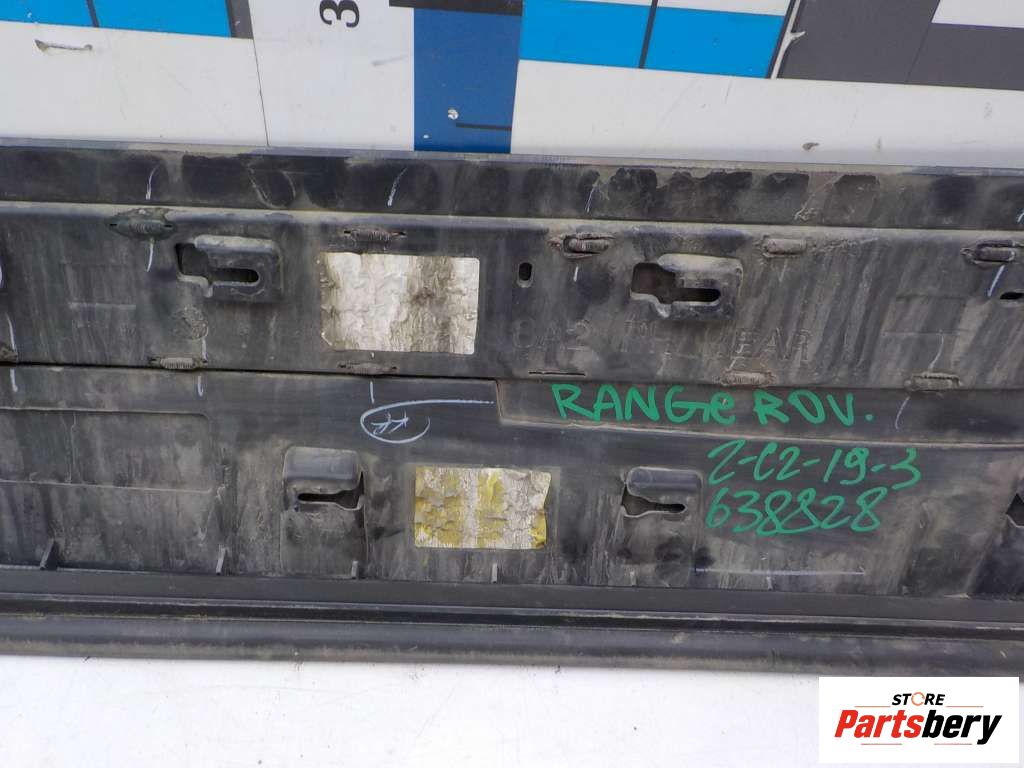 3
RANGe ROV.
2-C2-19-3
638828
STORE
Partsbery